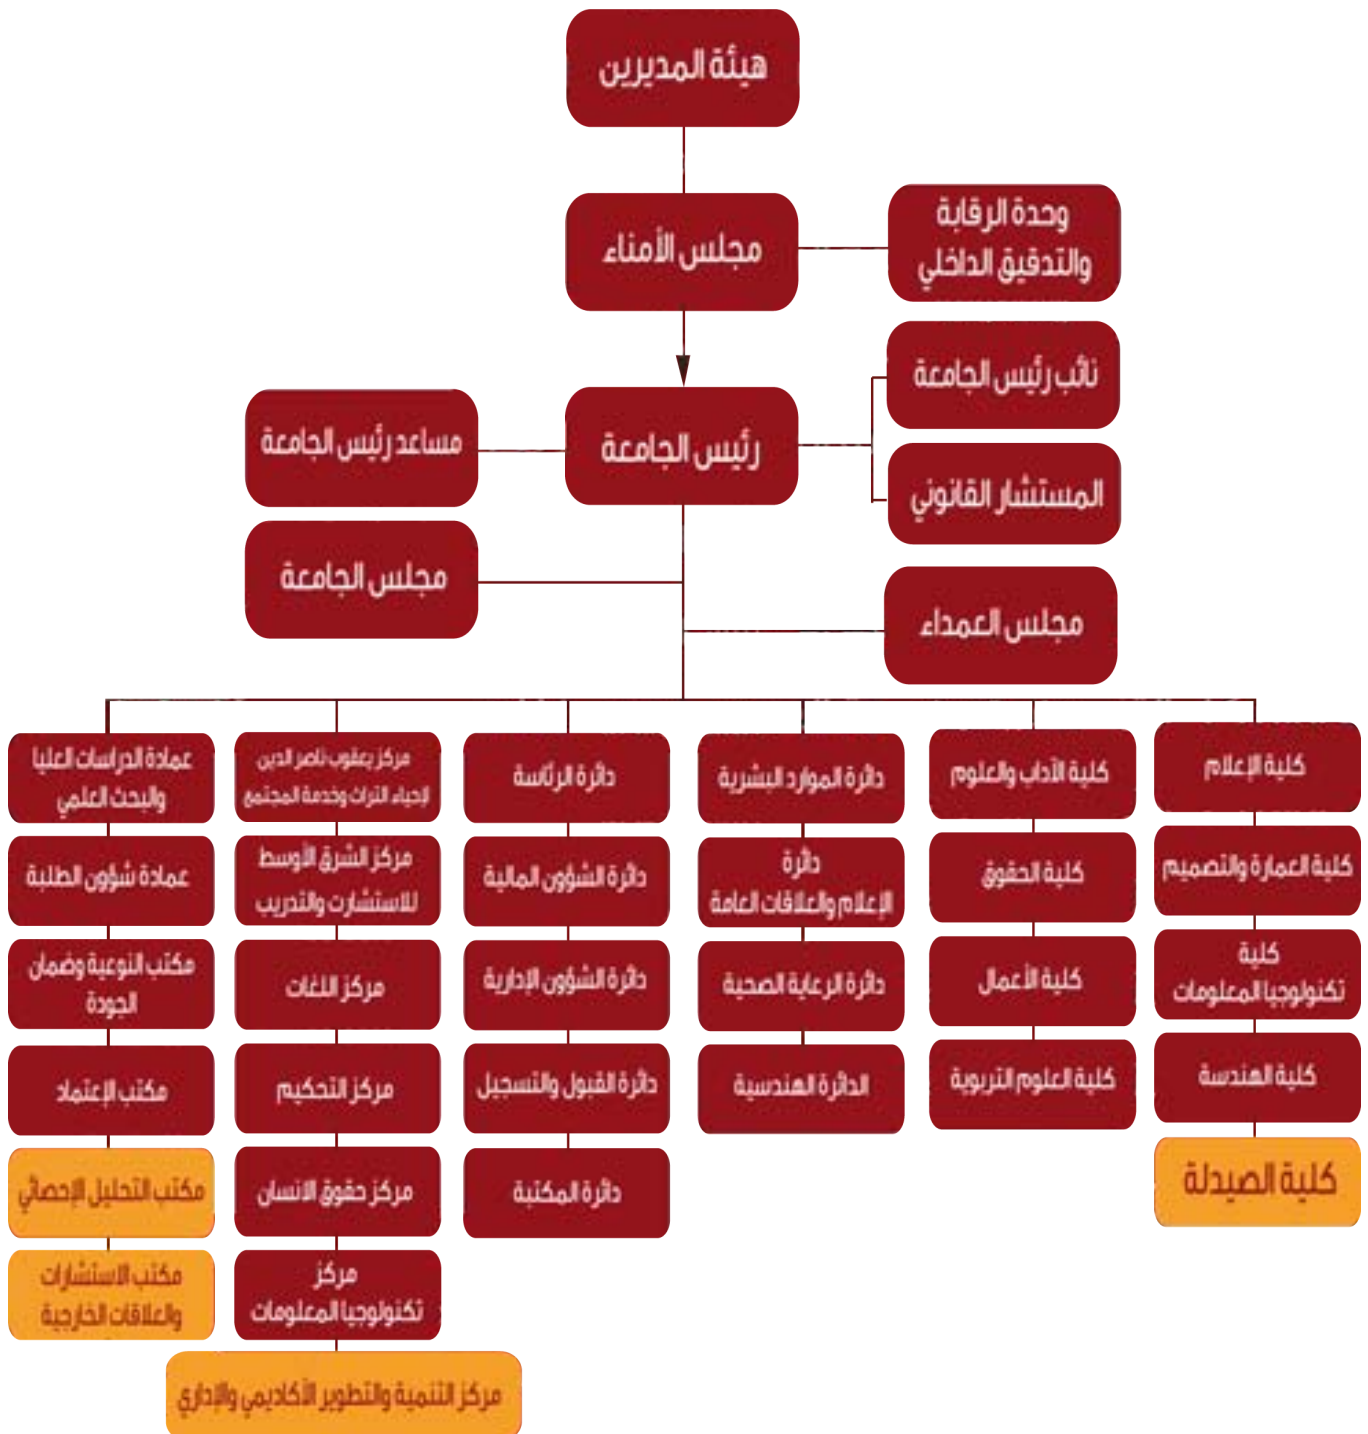 هيئة المديرين
وحدة الرقابة
والتدقيق الداخلي
مجلس الأمناء
نائب رئيس الجامعة
رئيس الجامعة
مساعد رئيس الجامعة
المستشار القانوني
مجلس الجامعة
مجلس العمداء
كلية الإعلام
كلية العمارة والتصميم
كلية
تكنولوجيا المعلومات
كلية الهندسة
كلية الصيدلة
كلية الآداب والعلوم
كلية الحقوق
كلية الأعمال
كلية العلوم التربوية
دائرة الموارد البشرية
دائرة
الإعلام والعلاقات العامة
دائرة الرعاية الصحية
الدائرة الهندسية
دائرة الرئاسة
دائرة الشؤون المالية
دائرة الشؤون الإدارية
دائرة القبول والتسجيل
دائرة المكتبة
مركز يعقوب ناصر الدين
لإحياء التراث وخدمة المجتمع
مركز الشرق الأوسط
للاستشارت والتدريب
مركز اللغات
مركز التحكيم
مركز حقوق الانسان
مركز
تكنولوجيا المعلومات
مركز التنمية والتطوير الأكاديمي والإداري
عمادة الدراسات العليا
والبحث العلمي
عمادة شؤون الطلبة
مكتب النوعية وضمان
الجودة
مكتب الإعتماد
مكتب التحليل الإحصائي
مكتب الاستشارات
والعلاقات الخارجية